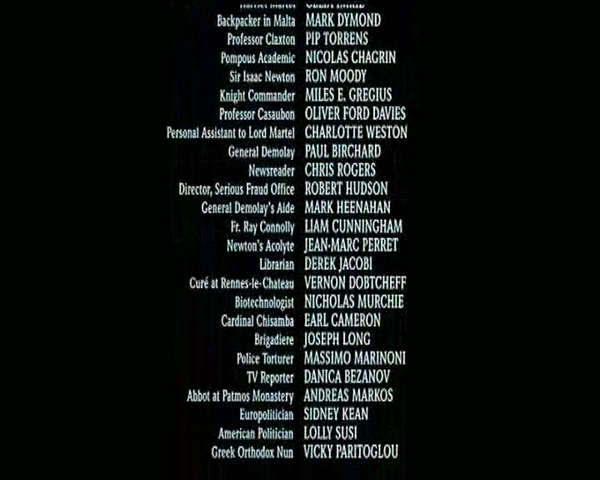 Backpacker in Malta MARK DYMOND
Professor Claxton PIP TORRENS
Pompous Academic NICOLAS CHAGRIN
Sir Isaac Newton RON MOODY
Knight Commander MILES E. GREGIUS
Professor Casaubon OLIVER FORD DAVIES
Personal Assistant to Lord Martel CHARLOTTE WESTON
General Demolay PAUL BIRCHARD
Newsreader CHRIS ROGERS
Director, Serious Fraud Office ROBERT HUDSON
General Demolay's Aide MARK HEENAHAN
Fr. Ray Connolly LIAM CUNNINGHAM
Newton's Acolyte JEAN-MARC PERRET
Librarian DEREK JACOBI
Curé at Rennes-le-Chateau VERNON DOBTCHEFF
Biotechnologist NICHOLAS MURCHIE
Cardinal Chisamba EARL CAMERON
Brigadiere JOSEPH LONG
Police Torturer MASSIMO MARINONI
TV Reporter DANICA BEZANOV
Abbot at Patmos Monastery ANDREAS MARKOS
Europolitician SIDNEY KEAN
American Politician LOLLY SUSI
Greek Orthodox Nun VICKY PARITOGLOU